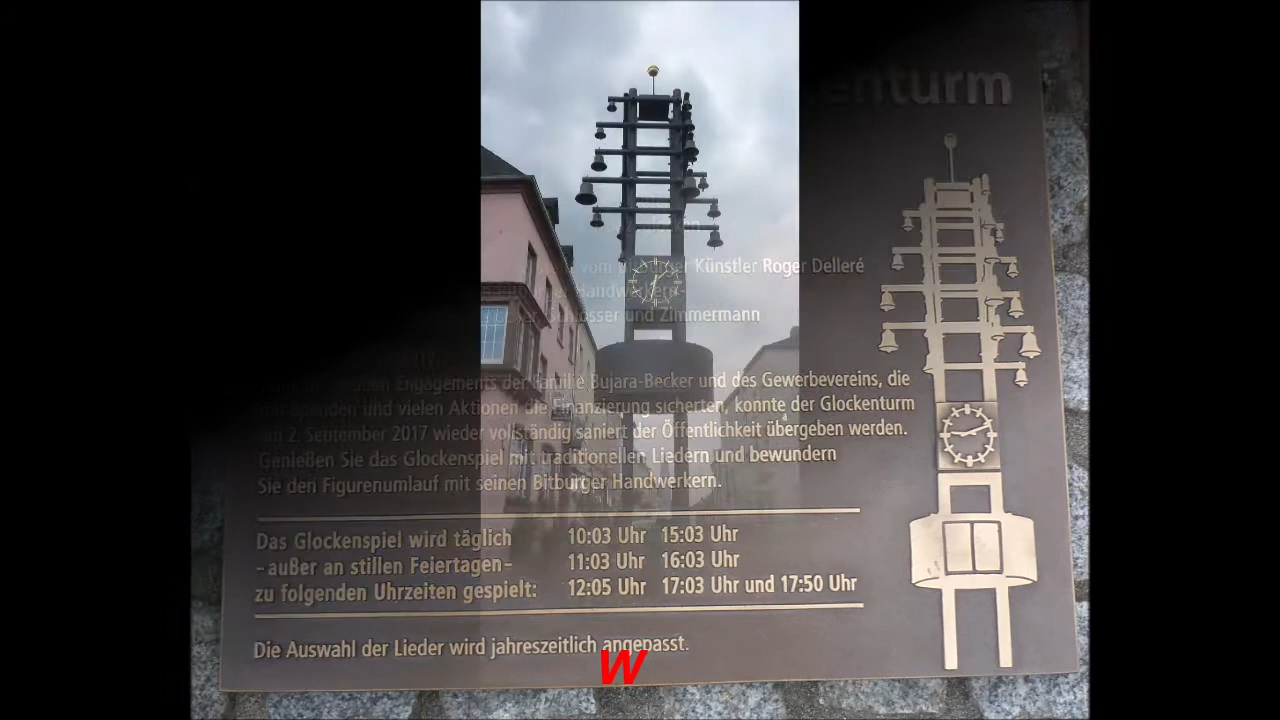 enturm
vom Bitburger Künstler Roger Delleré
Handwerkern-
Schlosser und Zimmermann
Engagements der Familie Bujara-Becker und des Gewerbevereins, die
Spenden und vielen Aktionen die Finanzierung sicherten, konnte der Glockenturm
am 2. September 2017 wieder vollständig saniert der Öffentlichkeit übergeben werden.
Genießen Sie das Glockenspiel mit traditionellen Liedern und bewundern
Sie den Figurenumlauf mit seinen Bitburger Handwerkern.
Das Glockenspiel wird täglich 10:03 Uhr 15:03 Uhr
-außer an stillen Feiertagen- 11:03 Uhr 16:03 Uhr
zu folgenden Uhrzeiten gespielt: 12:05 Uhr 17:03 Uhr und 17:50 Uhr
Die Auswahl der Lieder wird jahreszeitlich angepasst.
W